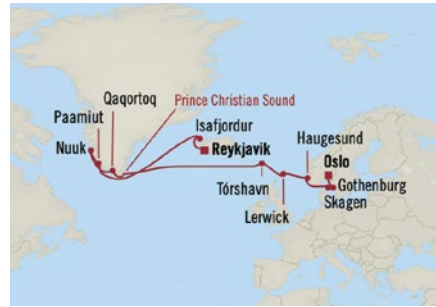 Qaqortoq
Prince Christian Sound
Paamiut
Isafjordur
Nuuk
Reykjavik
Haugesund
Oslo
Tórshavn
Gothenburg
Lerwick
Skagen